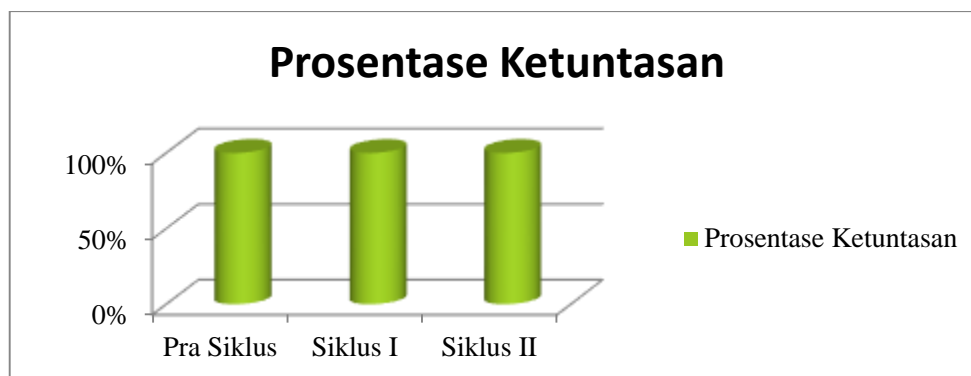 Prosentase Ketuntasan
100%
50%
0%
Pra Siklus Siklus I Siklus II
Prosentase Ketuntasan